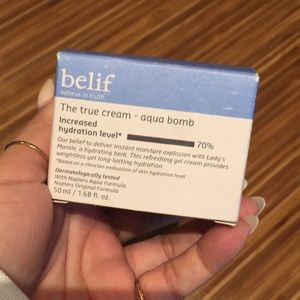 belif
believe in truth
The true cream - aqua bomb
Increased
hydration level* 70%
Our belief to deliver instant moisture explosion with Lady's
Mantle, a hydrating herb. This refreshing gel cream provides
weightless yet long-lasting hydration.
*Based on a clinician evaluation of skin hydration level
Dermatologically tested
With Napiers Aqua Formula,
Napiers Original Formula
50 ml / 1.68 fl. oz.